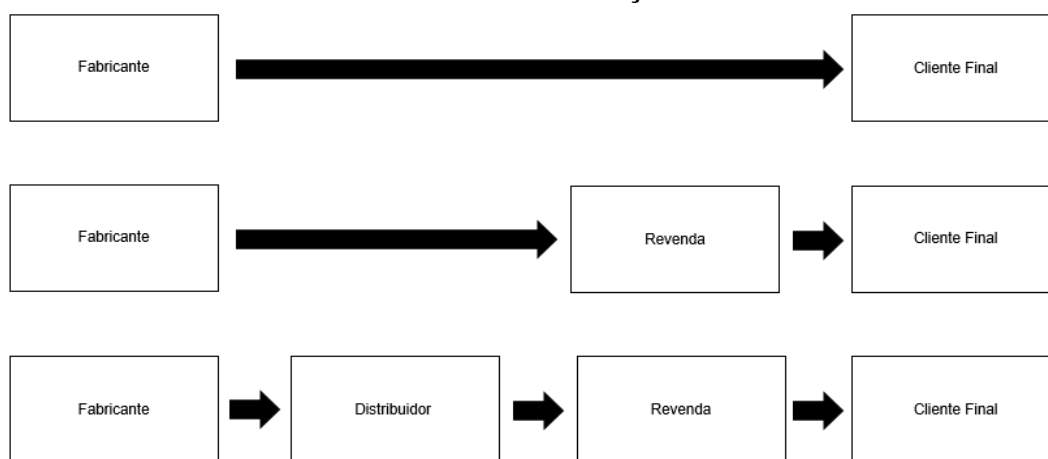 Fabricante
Cliente Final
Fabricante
Revenda
Cliente Final
Fabricante
Distribuidor
Revenda
Cliente Final